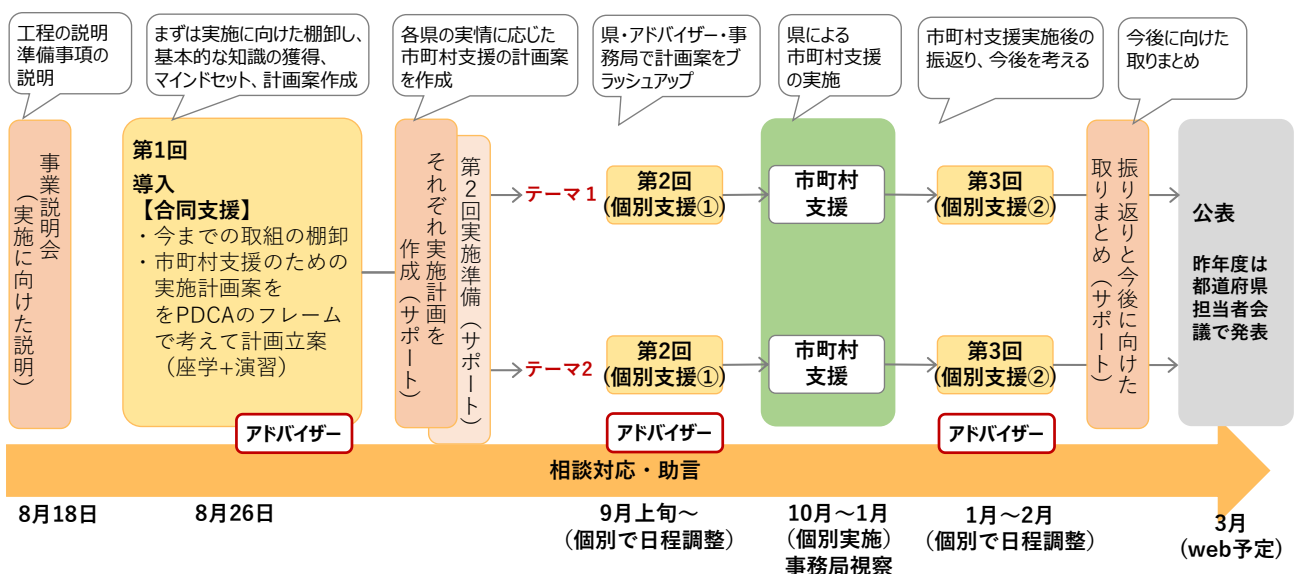 工程の説明
準備事項の
説明
まずは実施に向けた棚卸し、
基本的な知識の獲得、
マインドセット、計画案作成
各県の実情に応じた
市町村支援の計画案
を作成
県・アドバイザー・事
務局で計画案をブ
ラッシュアップ
県による
市町村支援
の実施
市町村支援実施後の
振返り、今後を考える
今後に向けた
取りまとめ
事業説明会
（実施に向けた説明）
第1回
導入
【合同支援】
・今までの取組の棚卸
・市町村支援のための
実施計画案を
をPDCAのフレーム
で考えて計画立案
（座学+演習）
アドバイザー
それぞれ実施計画を
作成（サポート）
第２回実施準備（サポート）
テーマ１
第2回
(個別支援①)
市町村
支援
第3回
(個別支援②)
テーマ2
第2回
(個別支援①)
市町村
支援
第3回
(個別支援②)
アドバイザー
アドバイザー
振り返りと今後に向けた
取りまとめ（サポート）
公表
昨年度は
都道府県
担当者会
議で発表
相談対応・助言
8月18日
8月26日
9月上旬～
（個別で日程調整）
10月～1月
（個別実施）
事務局視察
1月～2月
（個別で日程調整）
3月
(web予定)